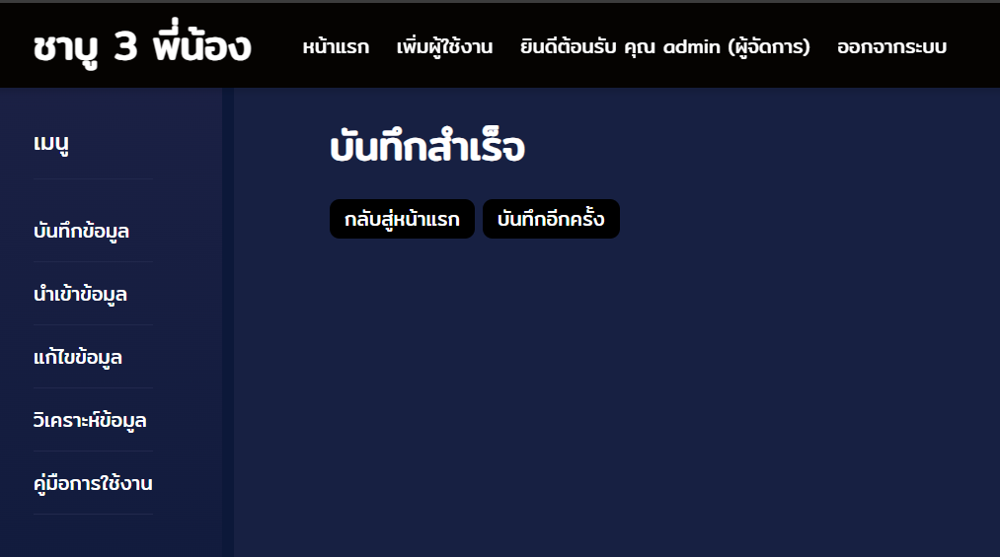 ชาบู 3 พี่น้อง
หน้าแรก เพิ่มผู้ใช้งาน ยินดีต้อนรับ คุณ admin (ผู้จัดการ) ออกจากระบบ
เมนู
บันทึกข้อมูล
นำเข้าข้อมูล
แก้ไขข้อมูล
วิเคราะห์ข้อมูล
คู่มือการใช้งาน
บันทึกสำเร็จ
กลับสู่หน้าแรก บันทึกอีกครั้ง